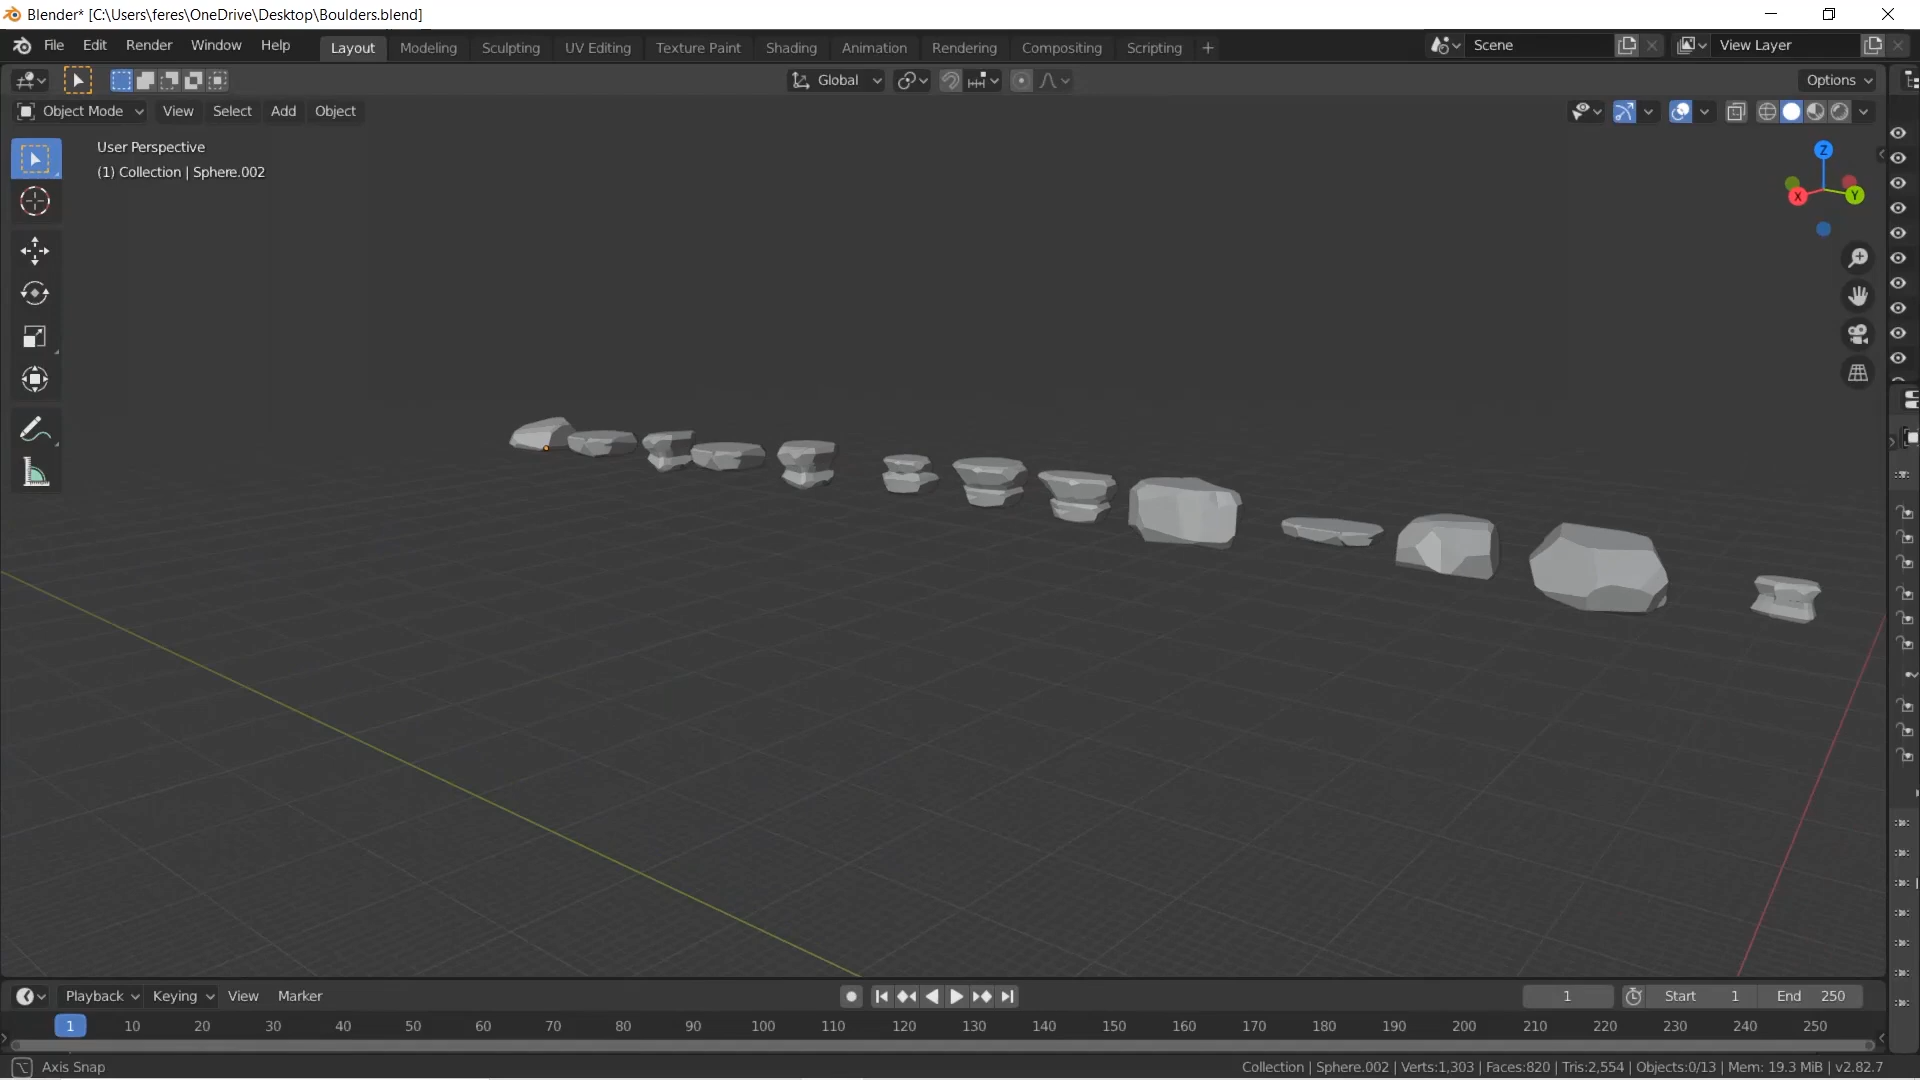 Blender* [C:\Users\feres\OneDrive\Desktop\Boulders.blend]
File Edit Render Window Help Layout Modeling Sculpting UV Editing Texture Paint Shading Animation Rendering Compositing Scripting + Scene View Layer
Global Options
Object Mode View Select Add Object
User Perspective
(1) Collection | Sphere.002
Z
X Y
Playback Keying View Marker 1 Start 1 End 250
1 10 20 30 40 50 60 70 80 90 100 110 120 130 140 150 160 170 180 190 200 210 220 230 240 250
Axis Snap Collection | Sphere.002 | Verts:1,303 | Faces:820 | Tris:2,554 | Objects:0/13 | Mem: 19.3 MiB | v2.82.7